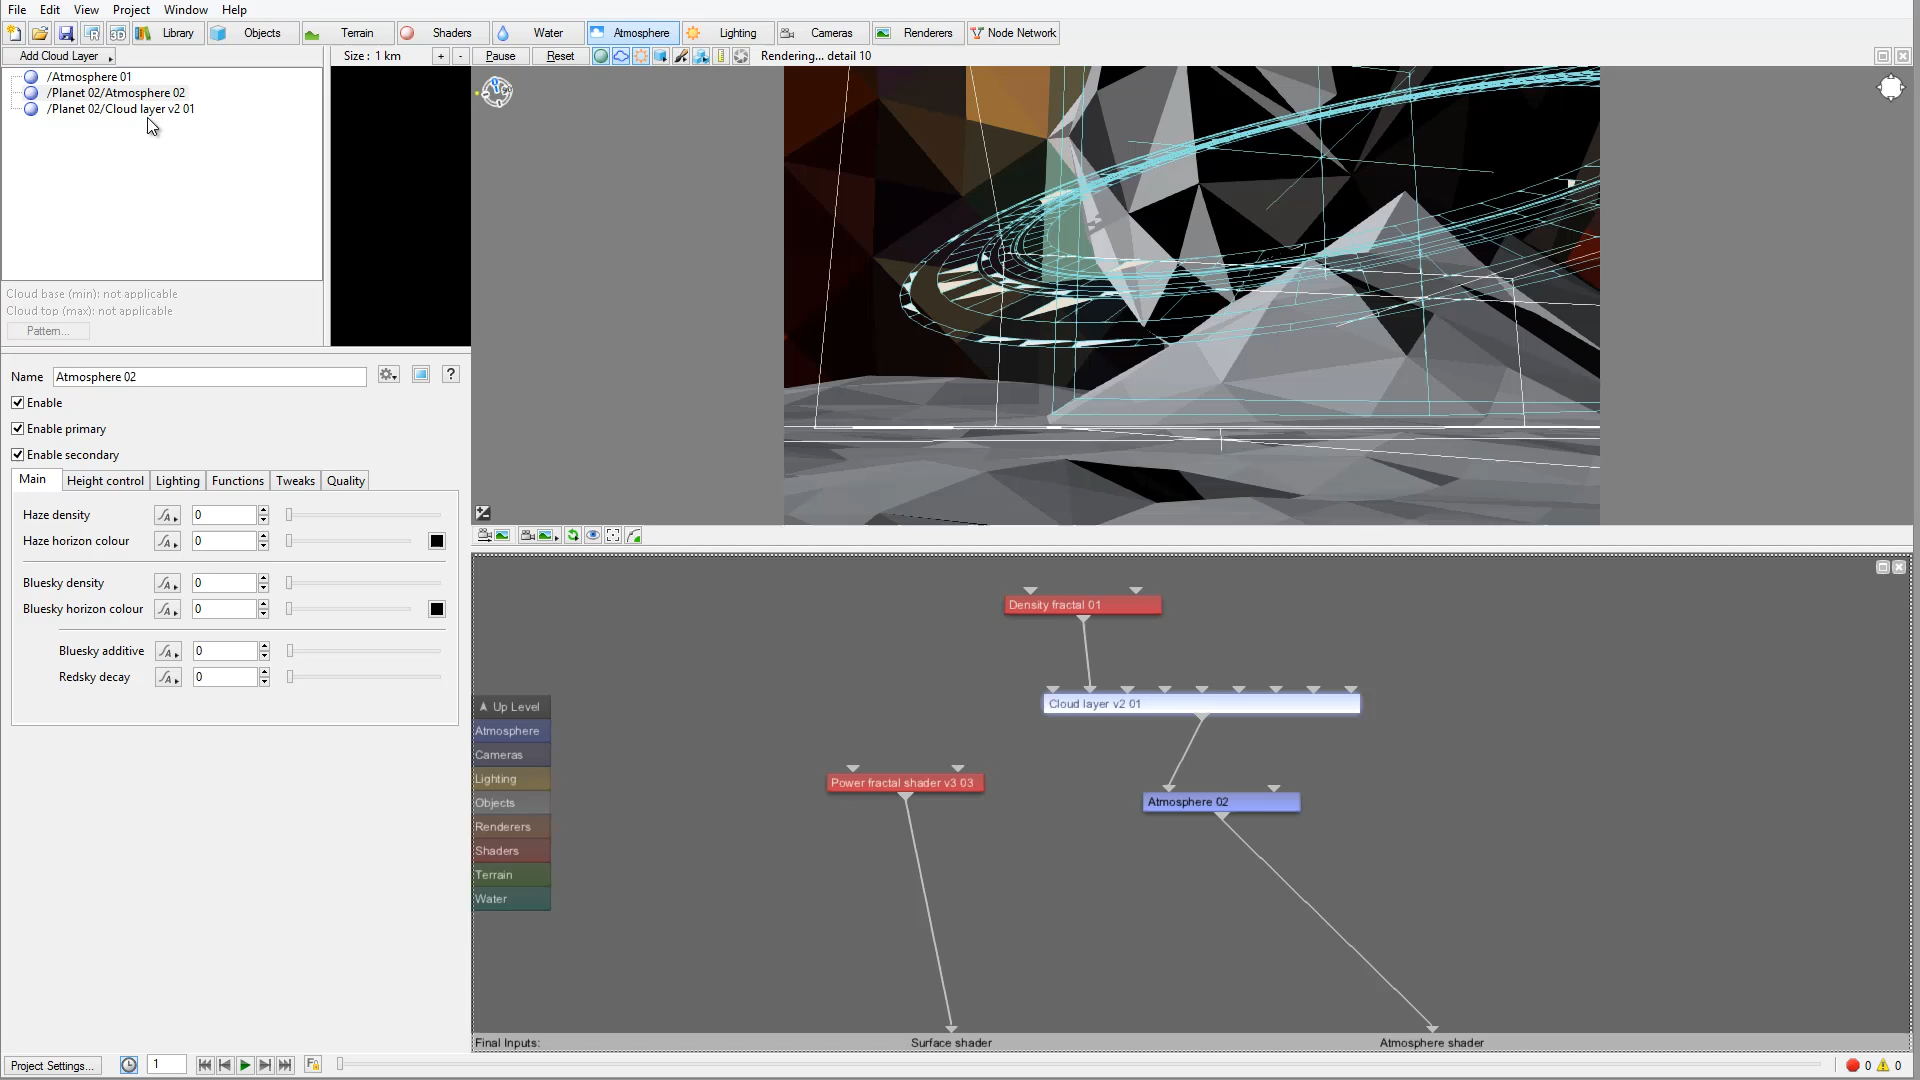 File Edit View Project Window Help
Library Objects Terrain Shaders Water Atmosphere Lighting Cameras Renderers Node Network
Add Cloud Layer Size : 1 km + - Pause Reset Rendering... detail 10
/Atmosphere 01
/Planet 02/Atmosphere 02
/Planet 02/Cloud layer v2 01
Cloud base (min): not applicable
Cloud top (max): not applicable
Pattern...
Name Atmosphere 02 ?
Enable
Enable primary
Enable secondary
Main Height control Lighting Functions Tweaks Quality
Haze density 0
Haze horizon colour 0
Bluesky density 0
Bluesky horizon colour 0
Bluesky additive 0
Redsky decay 0
Density fractal 01
Cloud layer v2 01
Power fractal shader v3 03
Atmosphere 02
Up Level
Atmosphere
Cameras
Lighting
Objects
Renderers
Shaders
Terrain
Water
Final Inputs: Surface shader Atmosphere shader
Project Settings... 1 0 0